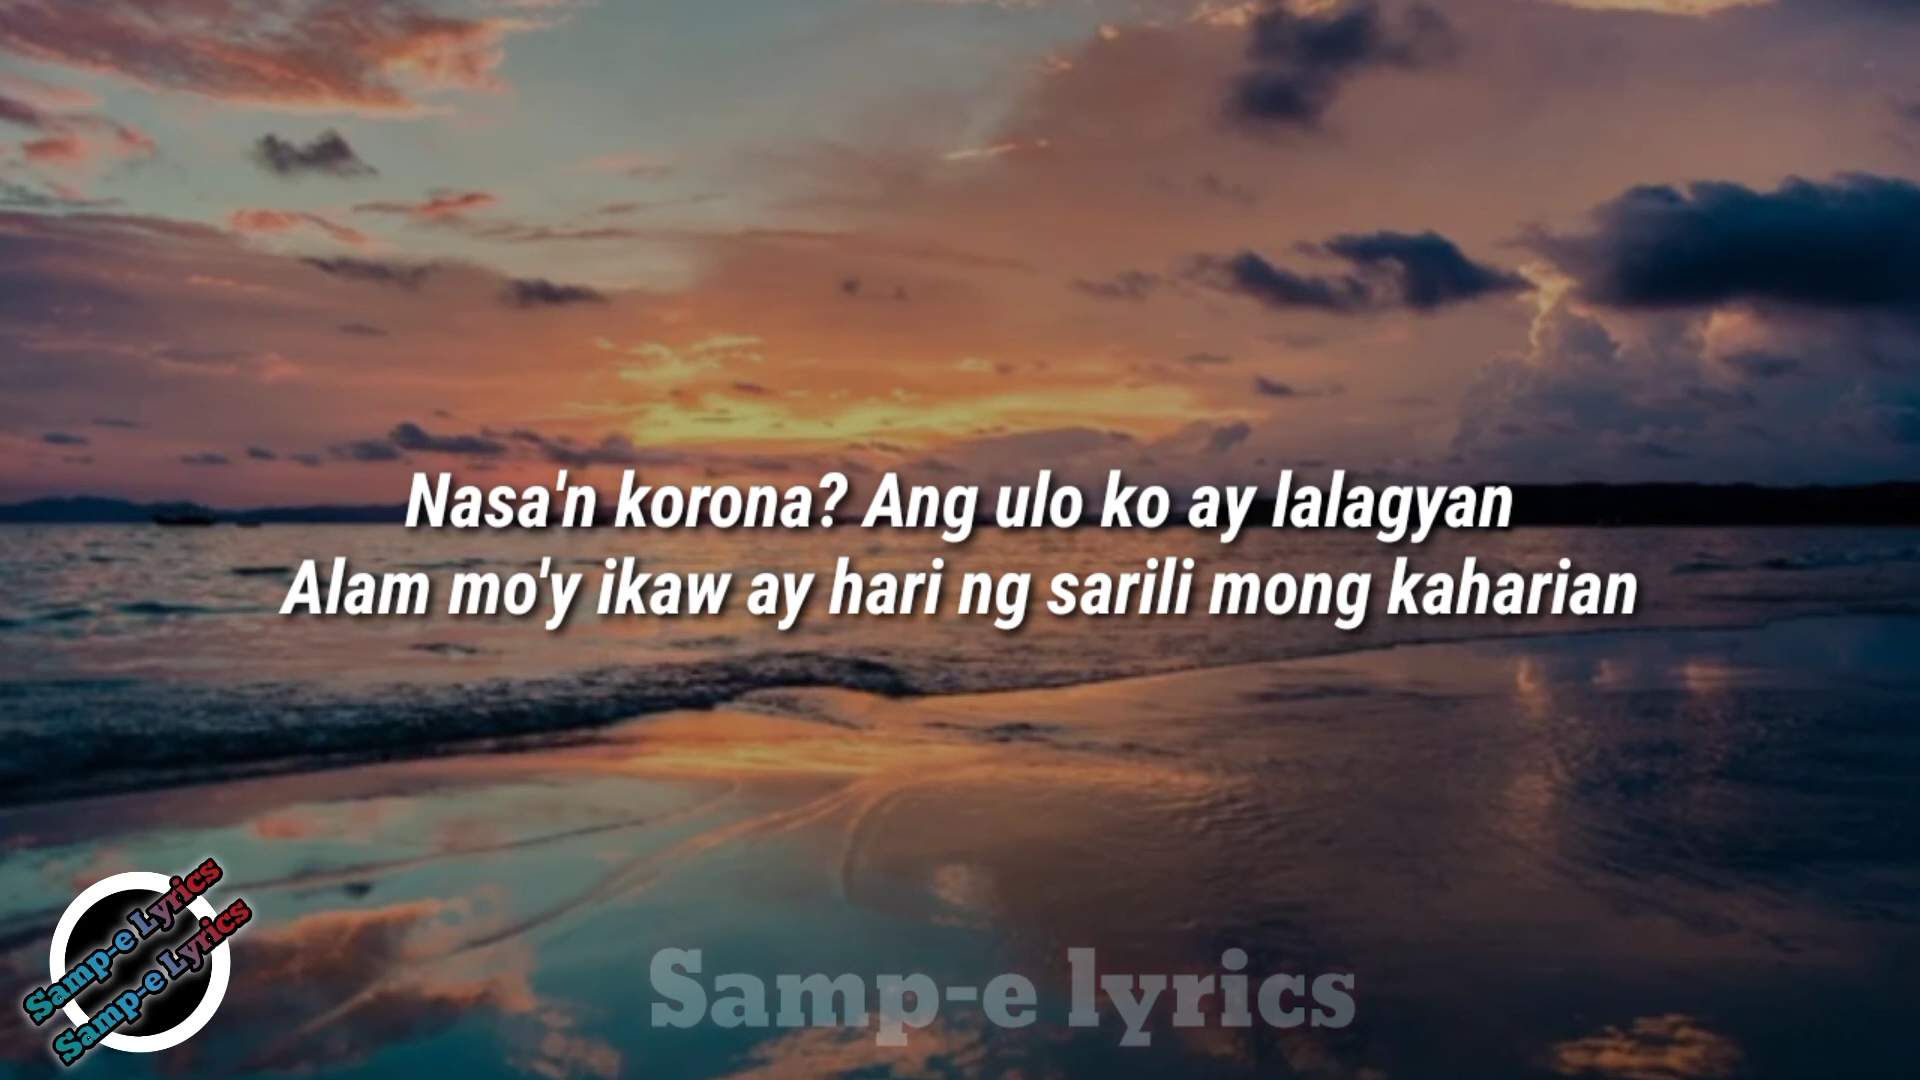 Nasa'n korona? Ang ulo ko ay lalagyan
Alam mo'y ikaw ay hari ng sarili mong kaharian
Samp-e Lyrics
Samp-e Lyrics
Samp-e lyrics